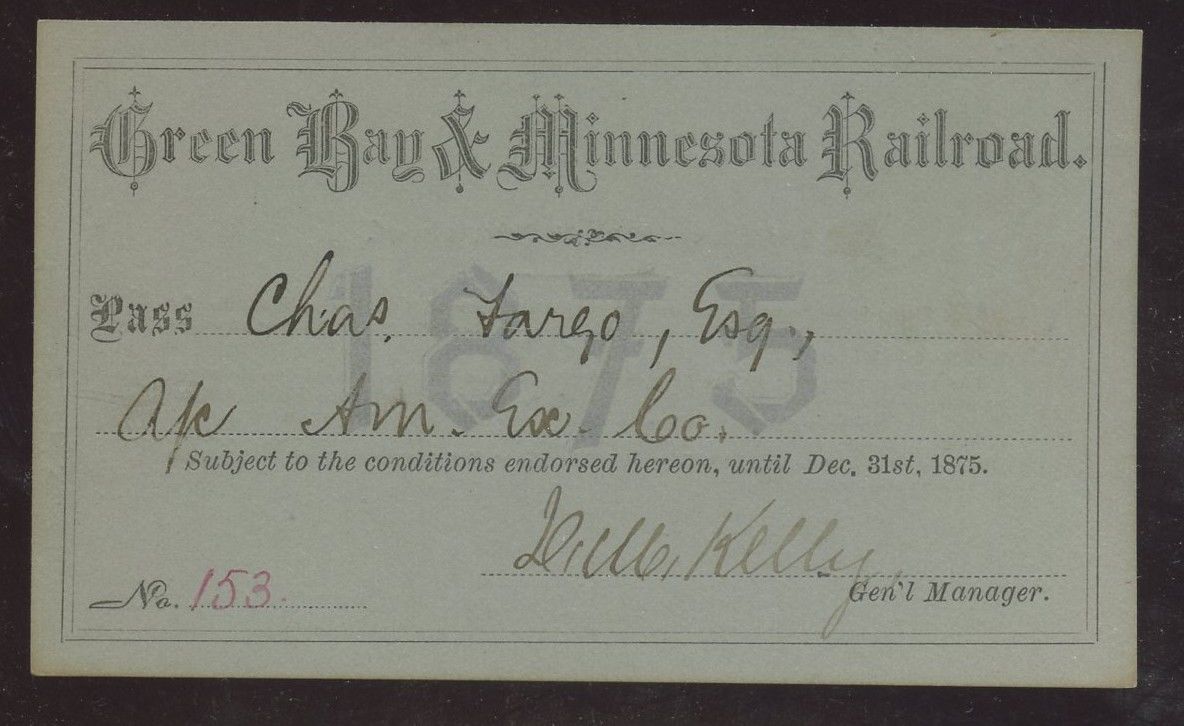 Green Bay & Minnesota Railroad.
1875
Pass Chas. Fargo, Esq.,
Am. Ex. Co.
Subject to the conditions endorsed hereon, until Dec. 31st, 1875.
Kelly
Gen'l Manager.
No. 153.